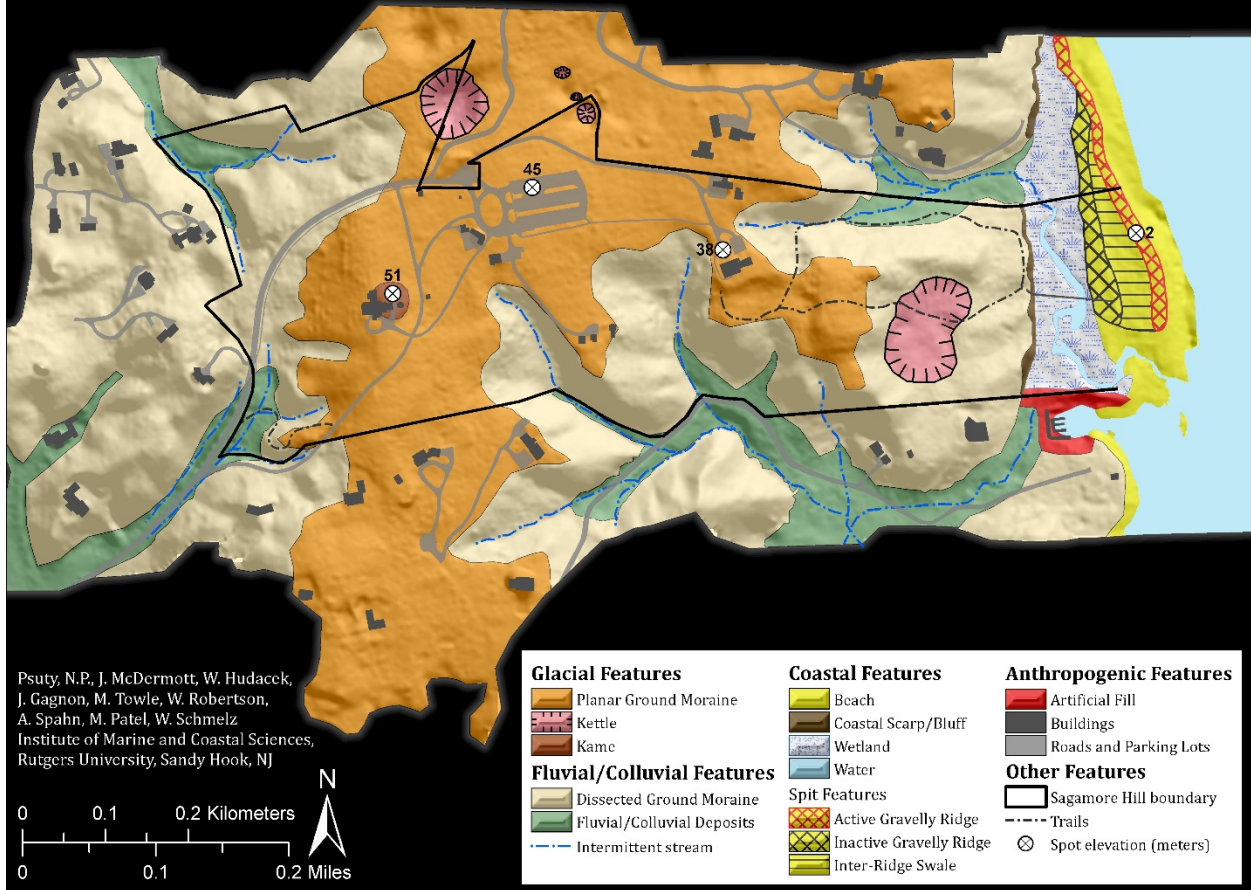 45
51
38
2
Psuty, N.P., J. McDermott, W. Hudacek,
J. Gagnon, M. Towle, W. Robertson,
A. Spahn, M. Patel, W. Schmelz
Institute of Marine and Coastal Sciences,
Rutgers University, Sandy Hook, NJ
N
0 0.1 0.2 Kilometers
0 0.1 0.2 Miles
Glacial Features
Planar Ground Moraine
Kettle
Kame
Fluvial/Colluvial Features
Dissected Ground Moraine
Fluvial/Colluvial Deposits
Intermittent stream
Coastal Features
Beach
Coastal Scarp/Bluff
Wetland
Water
Spit Features
Active Gravelly Ridge
Inactive Gravelly Ridge
Inter-Ridge Swale
Anthropogenic Features
Artificial Fill
Buildings
Roads and Parking Lots
Other Features
Sagamore Hill boundary
Trails
Spot elevation (meters)